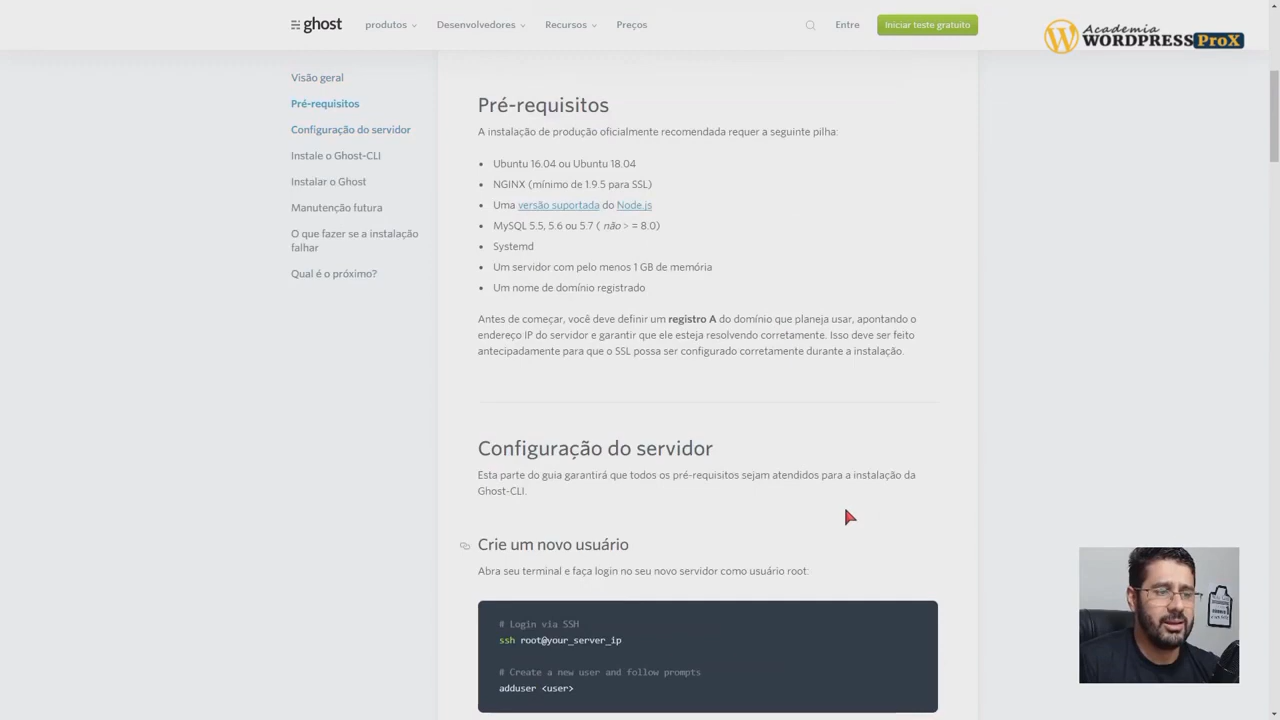 ghost
produtos
Desenvolvedores
Recursos
Preços
Entre
Iniciar teste gratuito
Academia
WORDPRESS ProX
Visão geral
Pré-requisitos
Configuração do servidor
Instale o Ghost-CLI
Instalar o Ghost
Manutenção futura
O que fazer se a instalação
falhar
Qual é o próximo?
Pré-requisitos
A instalação de produção oficialmente recomendada requer a seguinte pilha:
Ubuntu 16.04 ou Ubuntu 18.04
NGINX (mínimo de 1.9.5 para SSL)
Uma versão suportada do Node.js
MySQL 5.5, 5.6 ou 5.7 ( não > = 8.0)
Systemd
Um servidor com pelo menos 1 GB de memória
Um nome de domínio registrado
Antes de começar, você deve definir um registro A do domínio que planeja usar, apontando o
endereço IP do servidor e garantir que ele esteja resolvendo corretamente. Isso deve ser feito
antecipadamente para que o SSL possa ser configurado corretamente durante a instalação.
Configuração do servidor
Esta parte do guia garantirá que todos os pré-requisitos sejam atendidos para a instalação da
Ghost-CLI.
Crie um novo usuário
Abra seu terminal e faça login no seu novo servidor como usuário root:
# Login via SSH
ssh root@your_server_ip
# Create a new user and follow prompts
adduser <user>